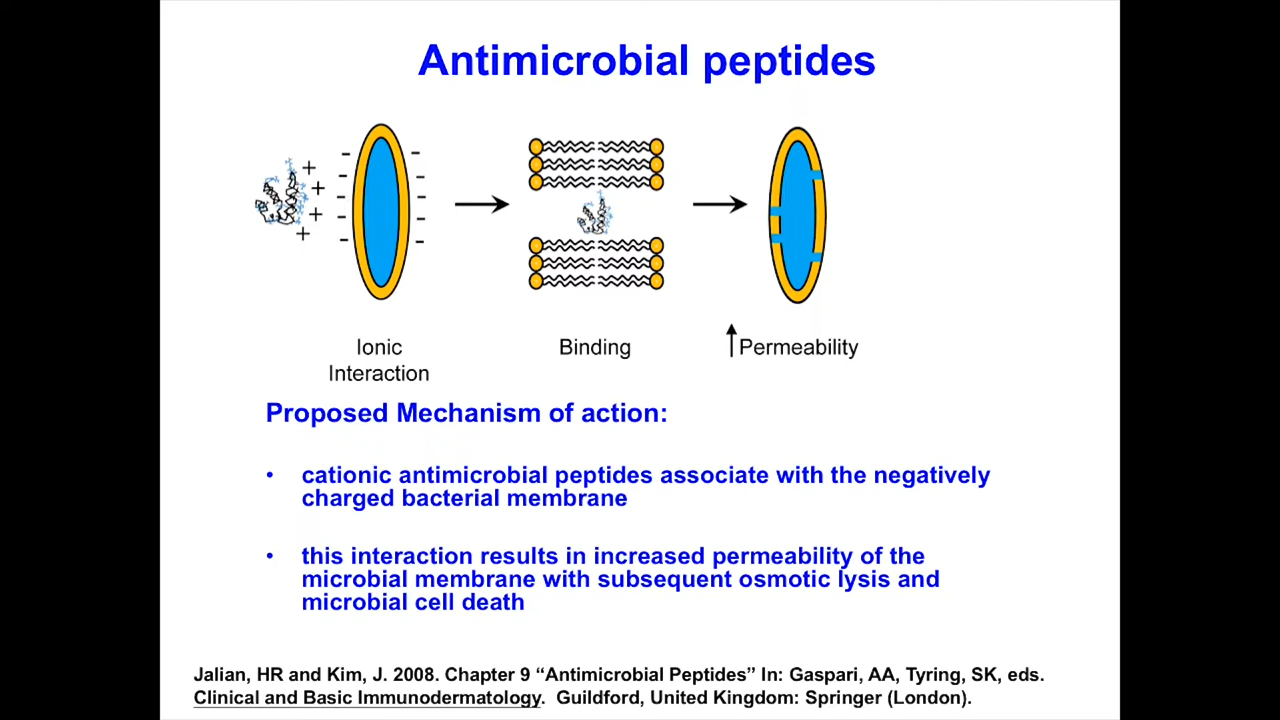 Antimicrobial peptides
+
+
+
+
- - - - -
- - - - -
Ionic
Interaction
Binding
↑Permeability
Proposed Mechanism of action:
• cationic antimicrobial peptides associate with the negatively
charged bacterial membrane
• this interaction results in increased permeability of the
microbial membrane with subsequent osmotic lysis and
microbial cell death
Jalian, HR and Kim, J. 2008. Chapter 9 “Antimicrobial Peptides” In: Gaspari, AA, Tyring, SK, eds.
Clinical and Basic Immunodermatology. Guildford, United Kingdom: Springer (London).